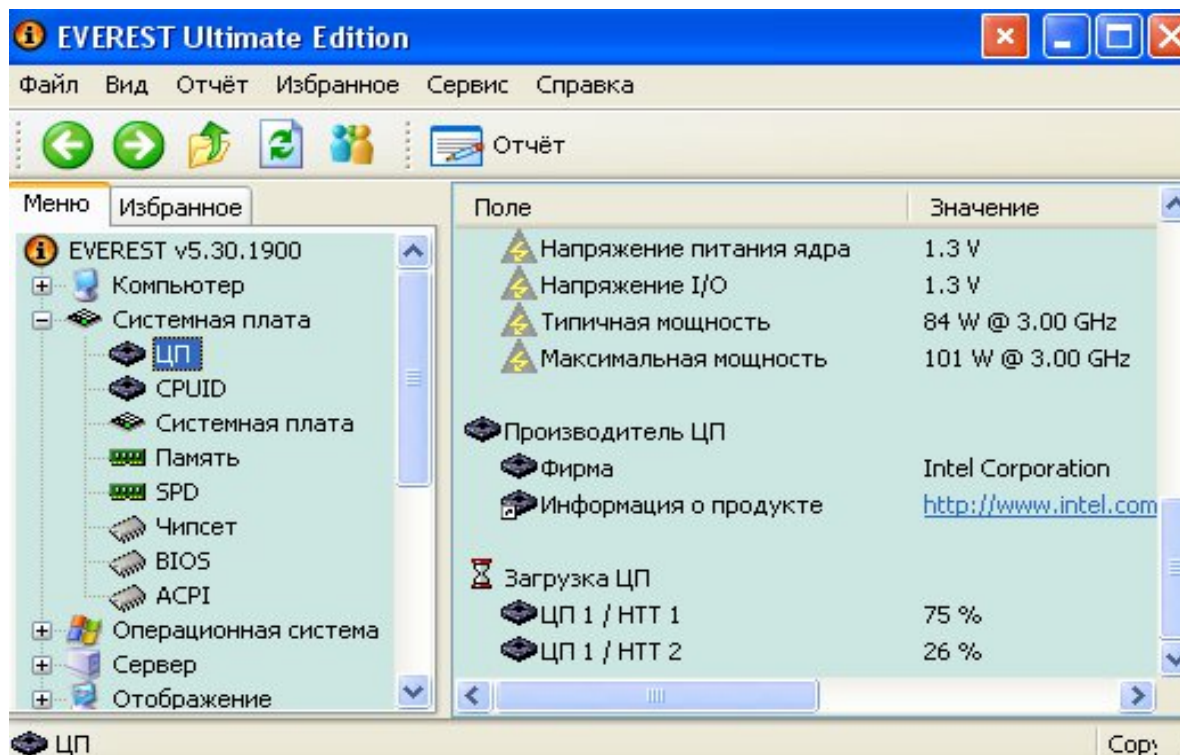 EVEREST Ultimate Edition
Файл Вид Отчёт Избранное Сервис Справка
Отчёт
Меню Избранное
EVEREST v5.30.1900
Компьютер
Системная плата
ЦП
CPUID
Системная плата
Память
SPD
Чипсет
BIOS
ACPI
Операционная система
Сервер
Отображение
Поле Значение
Напряжение питания ядра 1.3 V
Напряжение I/O 1.3 V
Типичная мощность 84 W @ 3.00 GHz
Максимальная мощность 101 W @ 3.00 GHz
Производитель ЦП
Фирма Intel Corporation
Информация о продукте http://www.intel.com
Загрузка ЦП
ЦП 1 / HTT 1 75 %
ЦП 1 / HTT 2 26 %
ЦП